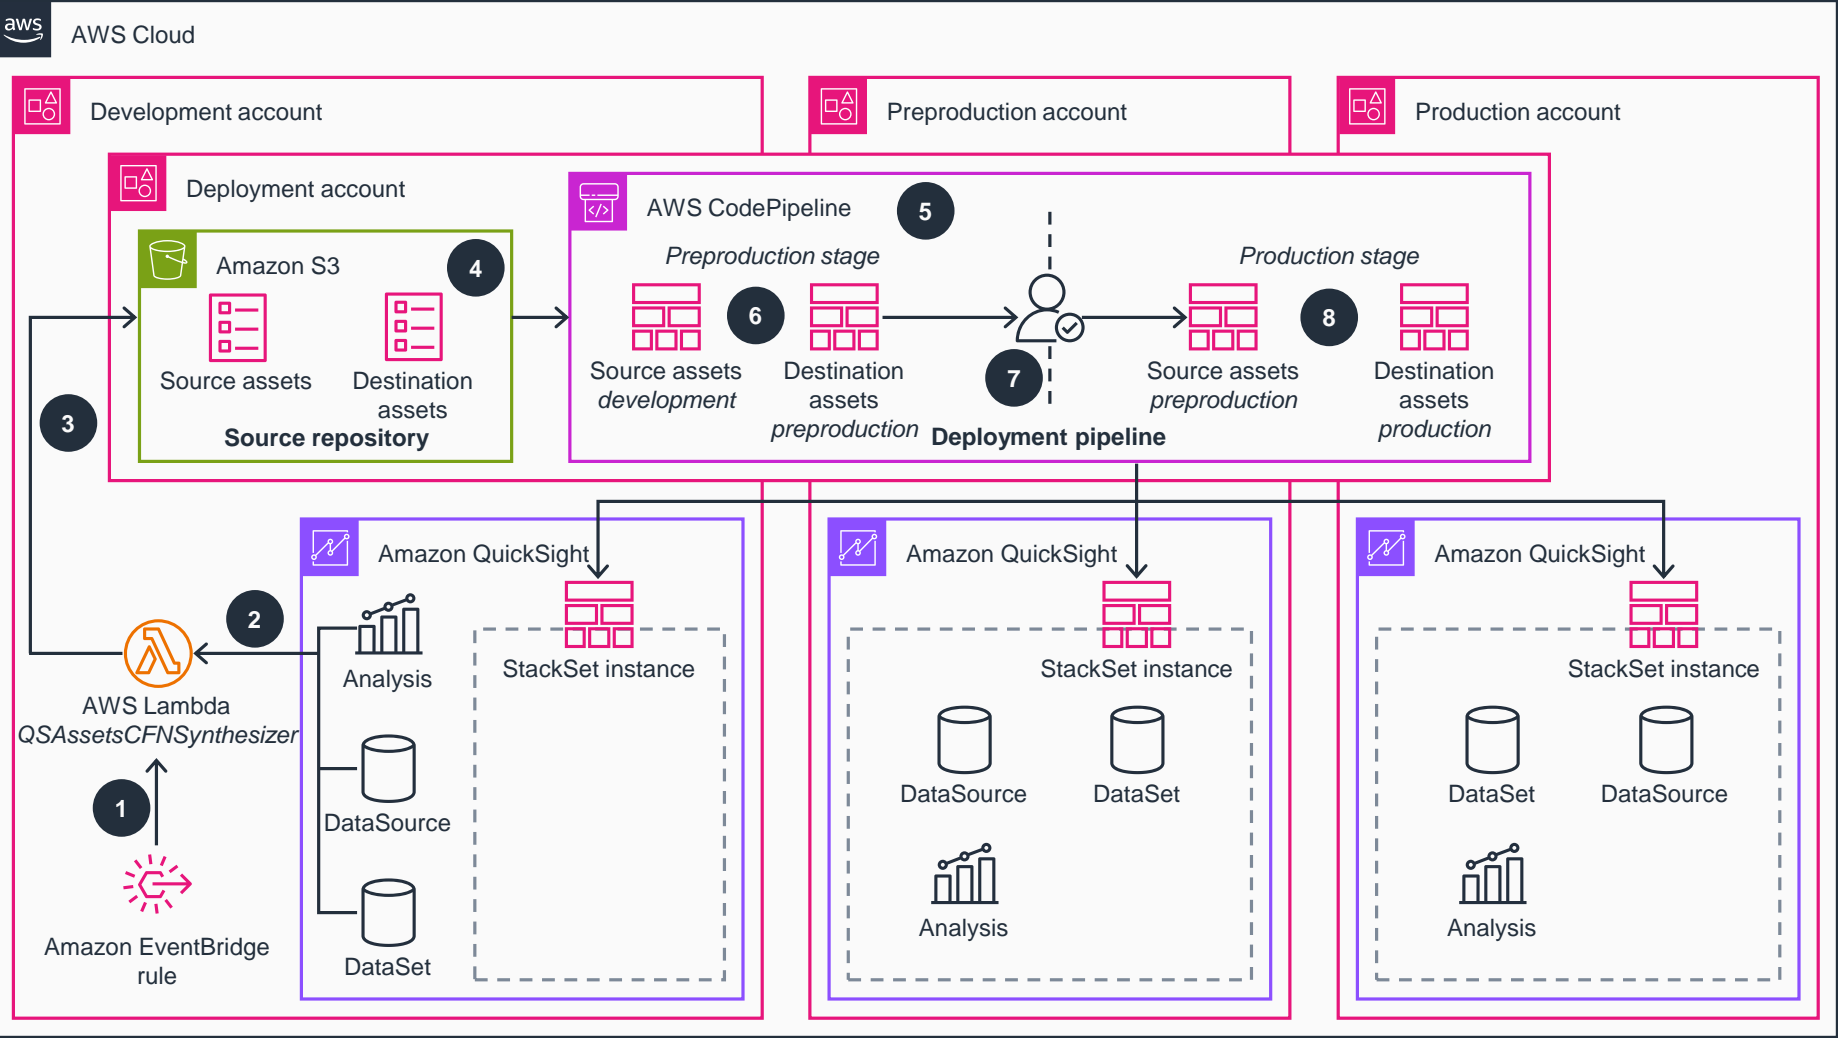 aws
AWS Cloud
Development account
Preproduction account
Production account
Deployment account
AWS CodePipeline
5
Amazon S3
4
Preproduction stage
Production stage
6
8
Source assets
Destination
assets
Source repository
Source assets
development
Destination
assets
preproduction
7
Deployment pipeline
Source assets
preproduction
Destination
assets
production
3
Amazon QuickSight
Amazon QuickSight
Amazon QuickSight
2
Analysis
StackSet instance
StackSet instance
StackSet instance
AWS Lambda
QSAssetsCFNSynthesizer
1
DataSource
DataSource
DataSet
DataSet
DataSource
Amazon EventBridge
rule
DataSet
Analysis
Analysis